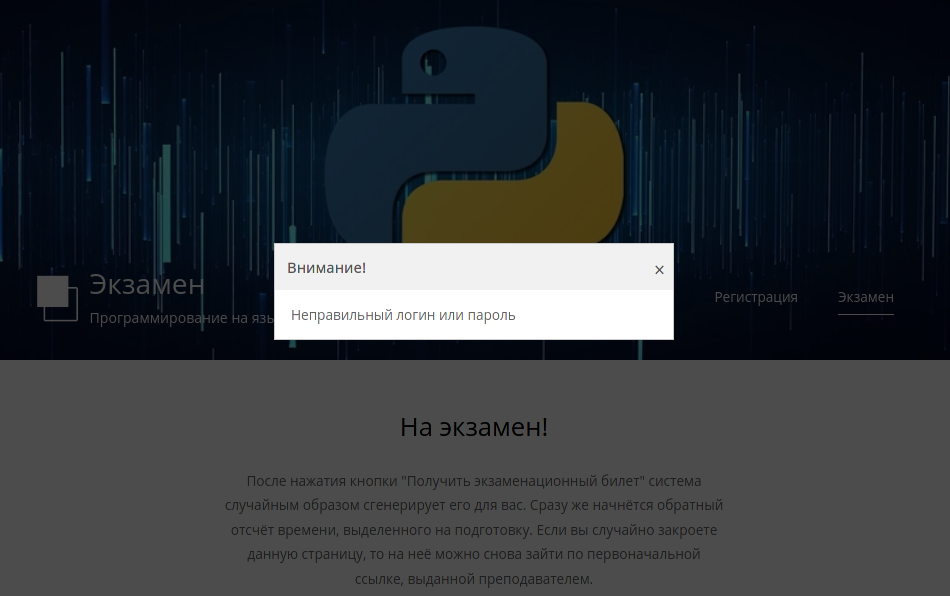 Внимание!
×
Неправильный логин или пароль
Экзамен
Программирование на
Регистрация
Экзамен
На экзамен!
После нажатия кнопки "Получить экзаменационный билет" система
случайным образом сгенерирует его для вас. Сразу же начнётся обратный
отсчёт времени, выделенного на подготовку. Если вы случайно закроете
данную страницу, то на неё можно снова зайти по первоначальной
ссылке, выданной преподавателем.